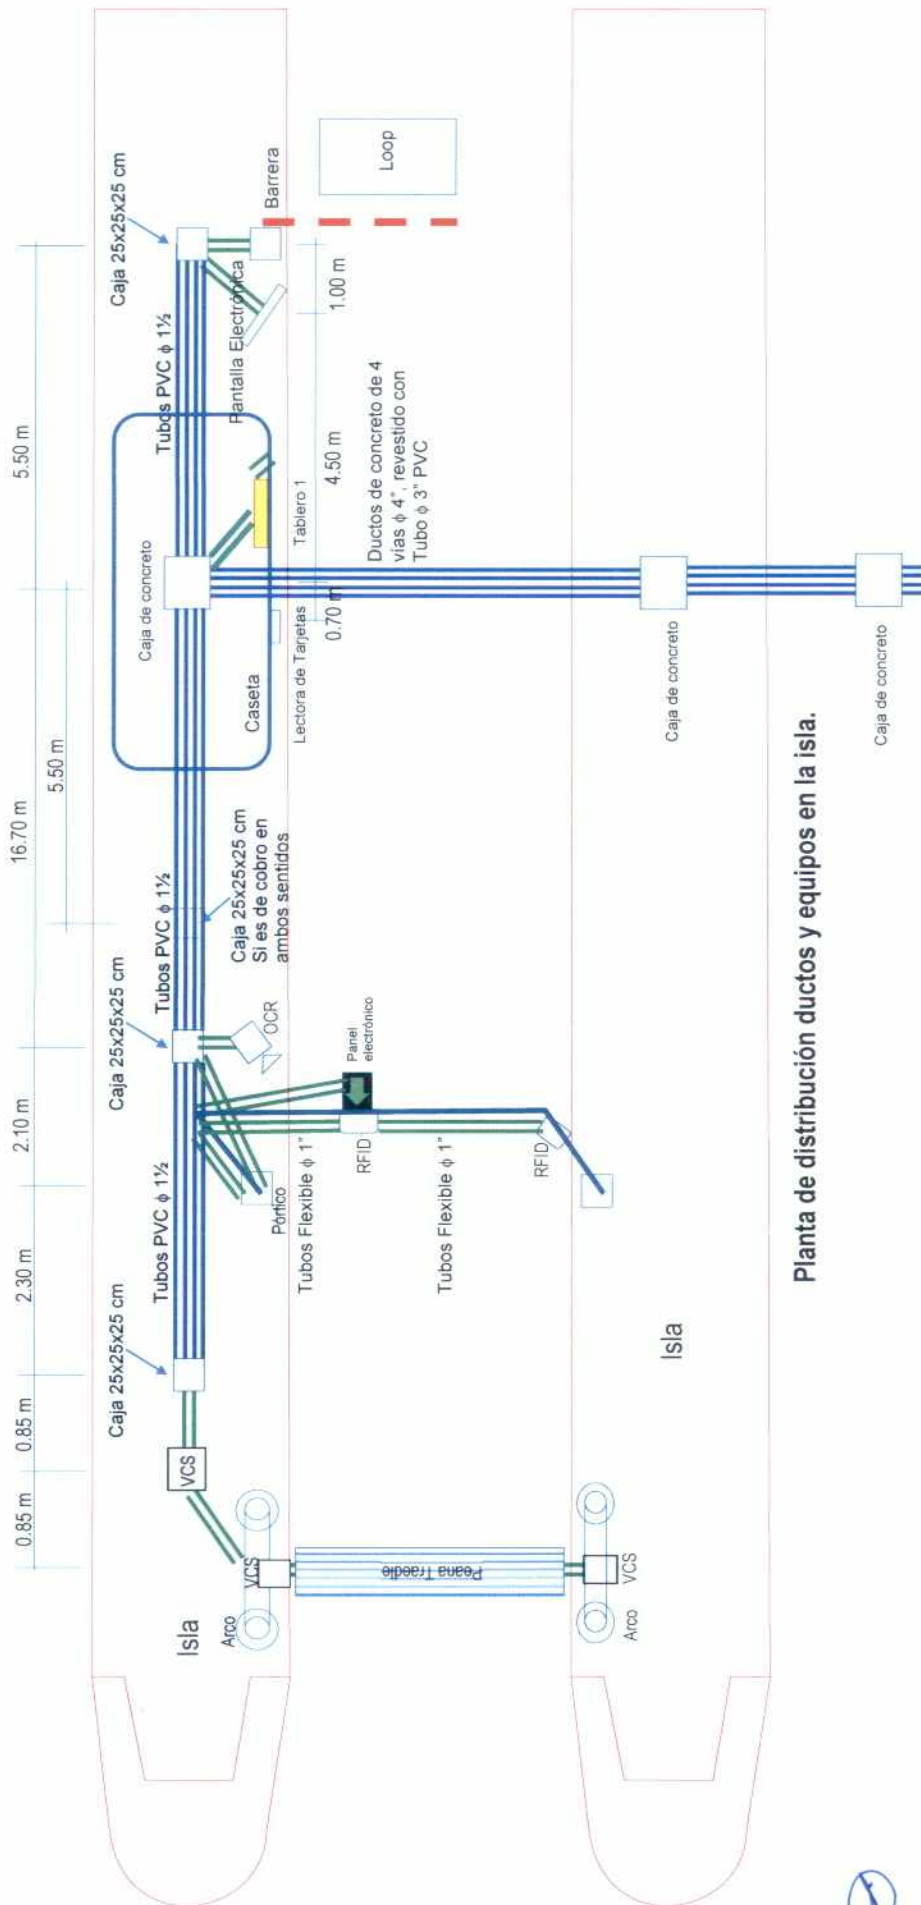 5.50 m
16.70 m
5.50 m
2.10 m
2.30 m
0.85 m
0.85 m
Caja 25x25x25 cm
Tubos PVC ϕ 1½
Pantalla Electrónica
Barrera
Loop
1.00 m
4.50 m
0.70 m
Caja de concreto
Tablero 1
Lectora de Tarjetas
Caseta
Ductos de concreto de 4
vías ϕ 4", revestido con
Tubo ϕ 3" PVC
Caja de concreto
Caja de concreto
Tubos PVC ϕ 1½
Caja 25x25x25 cm
Si es de cobro en
ambos sentidos
Caja 25x25x25 cm
OCR
Panel
electrónico
RFID
RFID
Pórtico
Tubos Flexible ϕ 1"
Tubos Flexible ϕ 1"
Tubos PVC ϕ 1½
Caja 25x25x25 cm
VCS
VCS
Arco
Isla
Peana Traedle
VCS
Arco
Isla
Planta de distribución ductos y equipos en la isla.